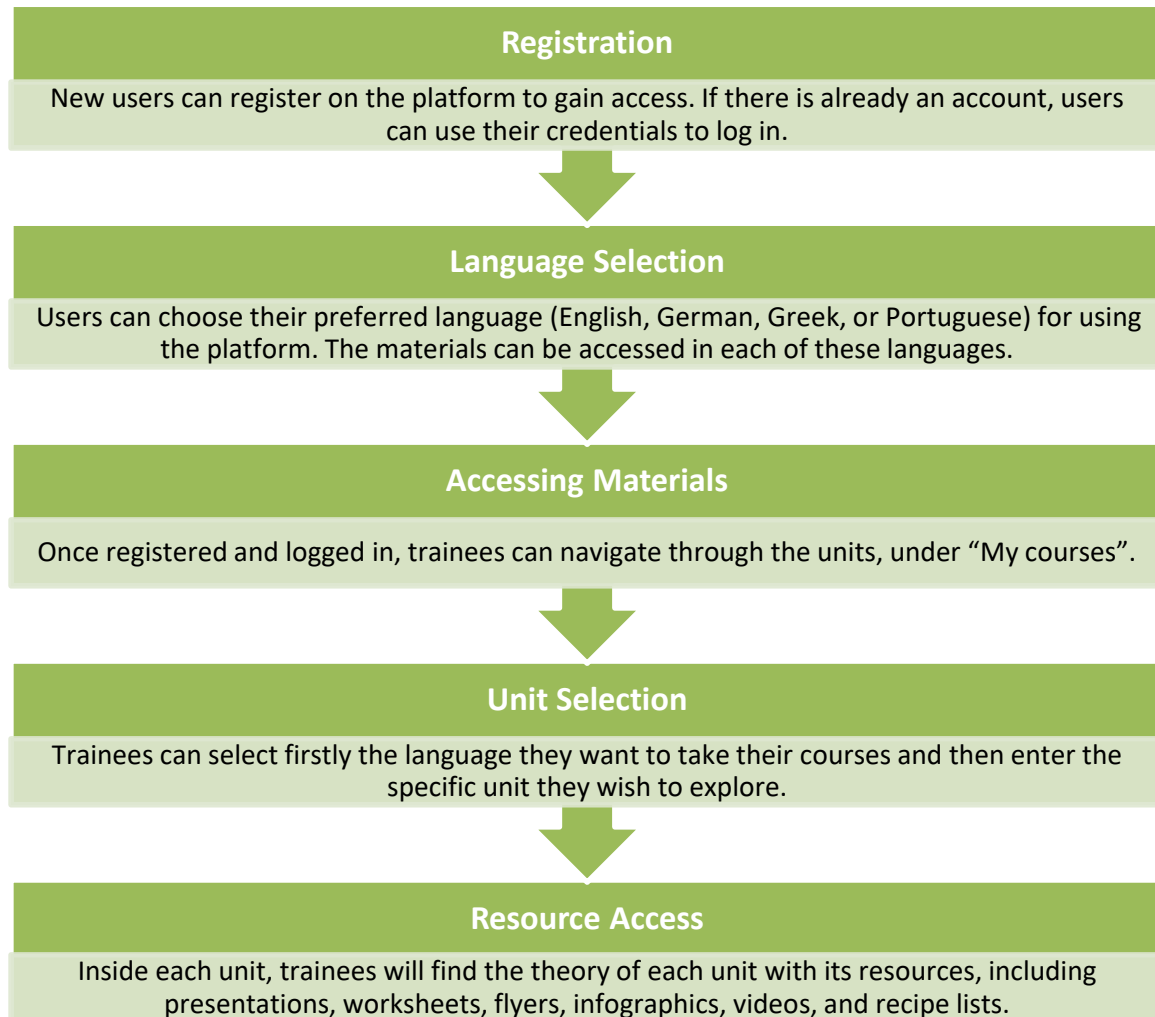 Registration
New users can register on the platform to gain access. If there is already an account, users
can use their credentials to log in.
Language Selection
Users can choose their preferred language (English, German, Greek, or Portuguese) for using
the platform. The materials can be accessed in each of these languages.
Accessing Materials
Once registered and logged in, trainees can navigate through the units, under “My courses”.
Unit Selection
Trainees can select firstly the language they want to take their courses and then enter the
specific unit they wish to explore.
Resource Access
Inside each unit, trainees will find the theory of each unit with its resources, including
presentations, worksheets, flyers, infographics, videos, and recipe lists.